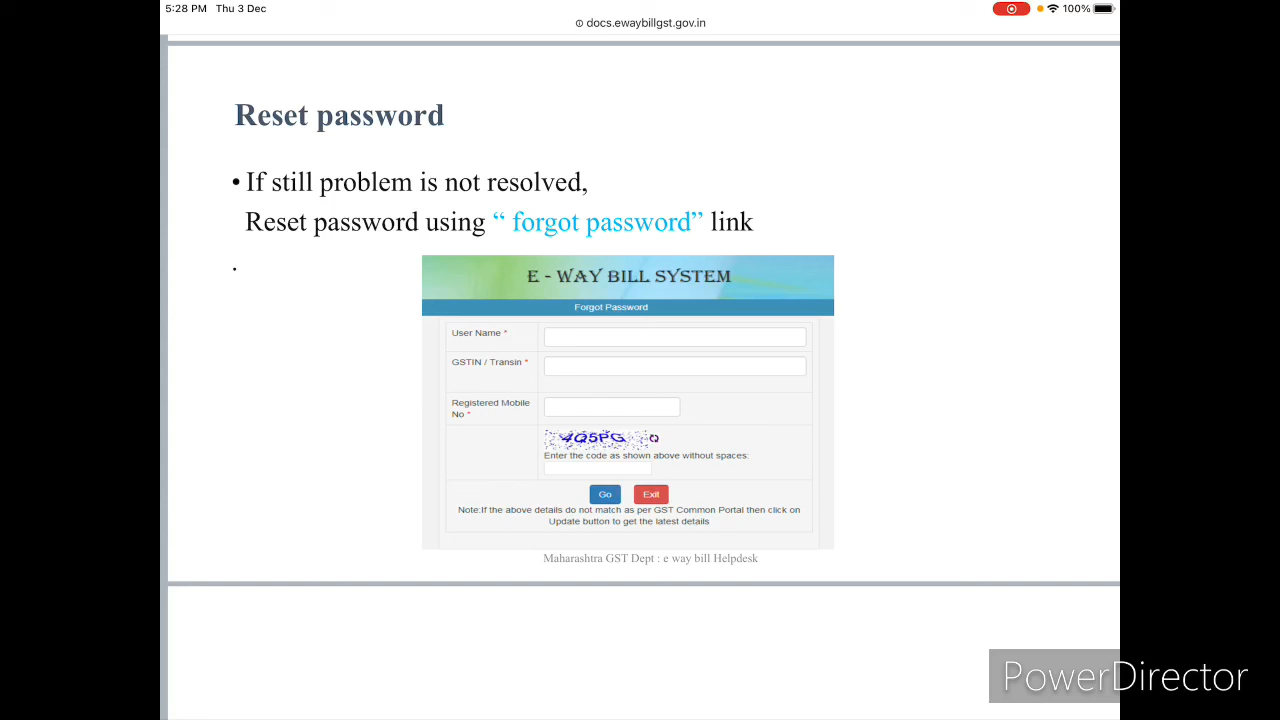 5:28 PM Thu 3 Dec
100%
docs.ewaybillgst.gov.in
Reset password
• If still problem is not resolved,
Reset password using “ forgot password” link
.
E - WAY BILL SYSTEM
Forgot Password
User Name *
GSTIN / Transin *
Registered Mobile
No *
4Q5PG
Enter the code as shown above without spaces:
Go Exit
Note:If the above details do not match as per GST Common Portal then click on
Update button to get the latest details
Maharashtra GST Dept : e way bill Helpdesk
PowerDirector